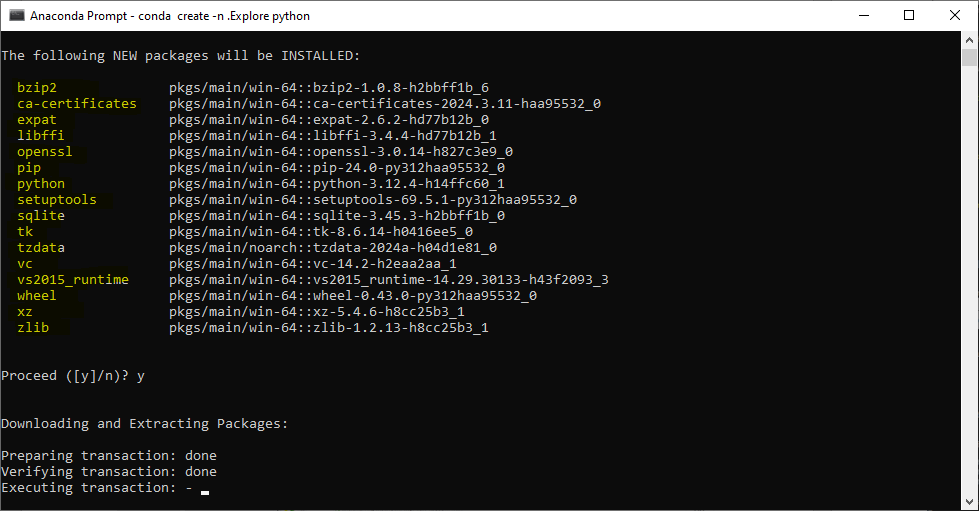 Anaconda Prompt - conda  create -n .Explore python
The following NEW packages will be INSTALLED:
bzip2 pkgs/main/win-64::bzip2-1.0.8-h2bbff1b_6
ca-certificates pkgs/main/win-64::ca-certificates-2024.3.11-haa95532_0
expat pkgs/main/win-64::expat-2.6.2-hd77b12b_0
libffi pkgs/main/win-64::libffi-3.4.4-hd77b12b_1
openssl pkgs/main/win-64::openssl-3.0.14-h827c3e9_0
pip pkgs/main/win-64::pip-24.0-py312haa95532_0
python pkgs/main/win-64::python-3.12.4-h14ffc60_1
setuptools pkgs/main/win-64::setuptools-69.5.1-py312haa95532_0
sqlite pkgs/main/win-64::sqlite-3.45.3-h2bbff1b_0
tk pkgs/main/win-64::tk-8.6.14-h0416ee5_0
tzdata pkgs/main/noarch::tzdata-2024a-h04d1e81_0
vc pkgs/main/win-64::vc-14.2-h2eaa2aa_1
vs2015_runtime pkgs/main/win-64::vs2015_runtime-14.29.30133-h43f2093_3
wheel pkgs/main/win-64::wheel-0.43.0-py312haa95532_0
xz pkgs/main/win-64::xz-5.4.6-h8cc25b3_1
zlib pkgs/main/win-64::zlib-1.2.13-h8cc25b3_1
Proceed ([y]/n)? y
Downloading and Extracting Packages:
Preparing transaction: done
Verifying transaction: done
Executing transaction: -